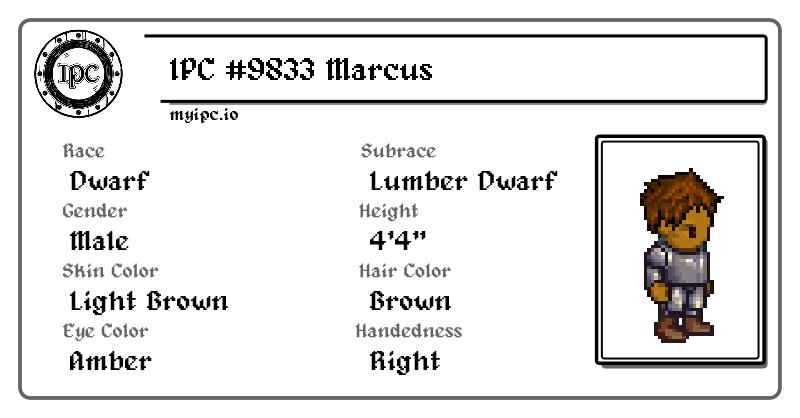 IPC
IPC #9833 Marcus
myipc.io
Race
Subrace
Dwarf
Lumber Dwarf
Gender
Height
Male
4'4"
Skin Color
Hair Color
Light Brown
Brown
Eye Color
Handedness
Amber
Right